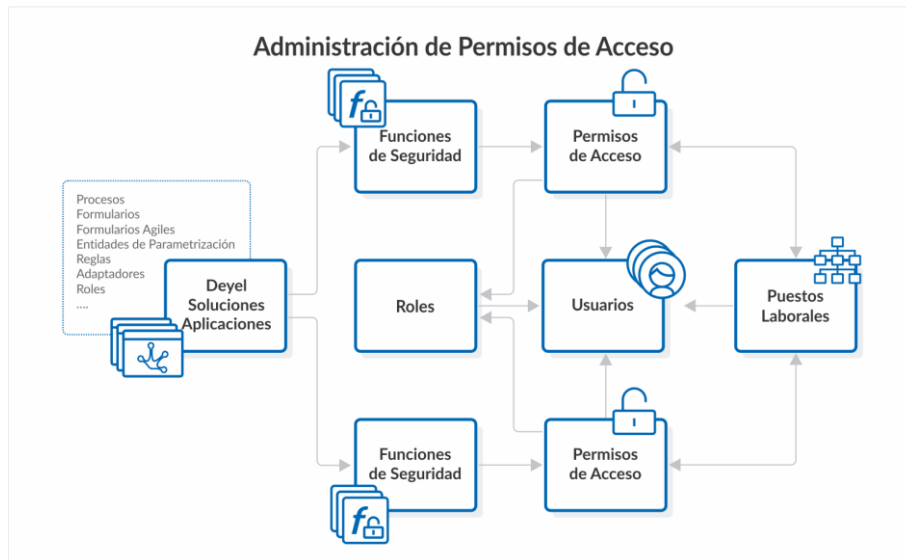 Administración de Permisos de Acceso
f
Funciones
de Seguridad
Permisos
de Acceso
Procesos
Formularios
Formularios Agiles
Entidades de Parametrización
Reglas
Adaptadores
Roles
....
Deyel
Soluciones
Aplicaciones
Roles
Usuarios
Puestos
Laborales
Funciones
de Seguridad
f
Permisos
de Acceso